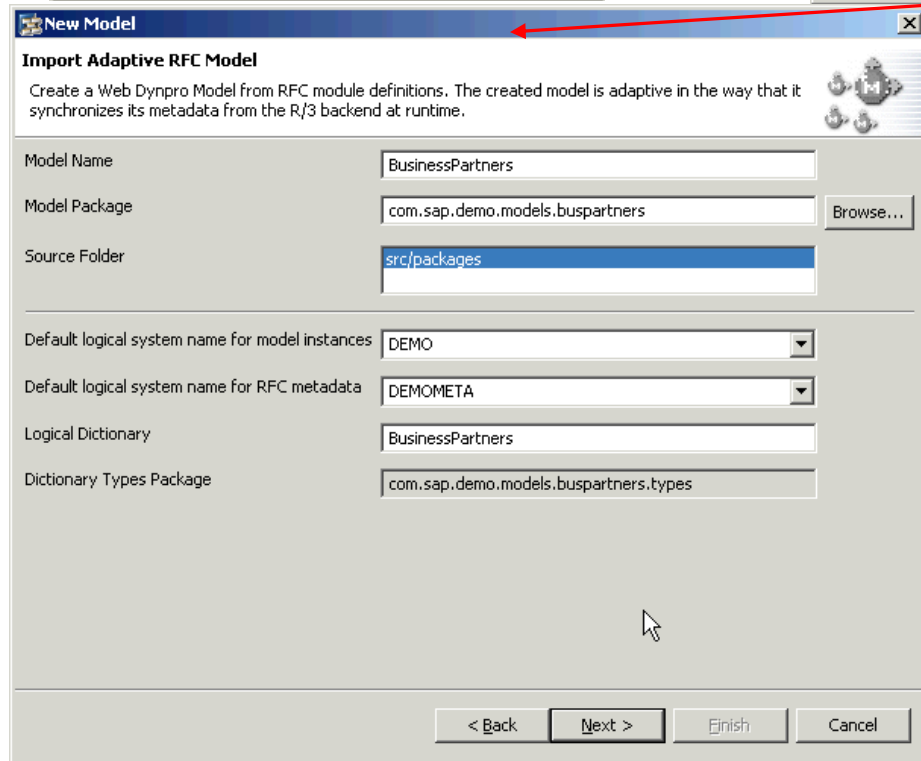 New Model
Import Adaptive RFC Model
Create a Web Dynpro Model from RFC module definitions. The created model is adaptive in the way that it
synchronizes its metadata from the R/3 backend at runtime.
Model Name BusinessPartners
Model Package com.sap.demo.models.buspartners Browse...
Source Folder src/packages
Default logical system name for model instances DEMO
Default logical system name for RFC metadata DEMOMETA
Logical Dictionary BusinessPartners
Dictionary Types Package com.sap.demo.models.buspartners.types
< Back Next > Finish Cancel